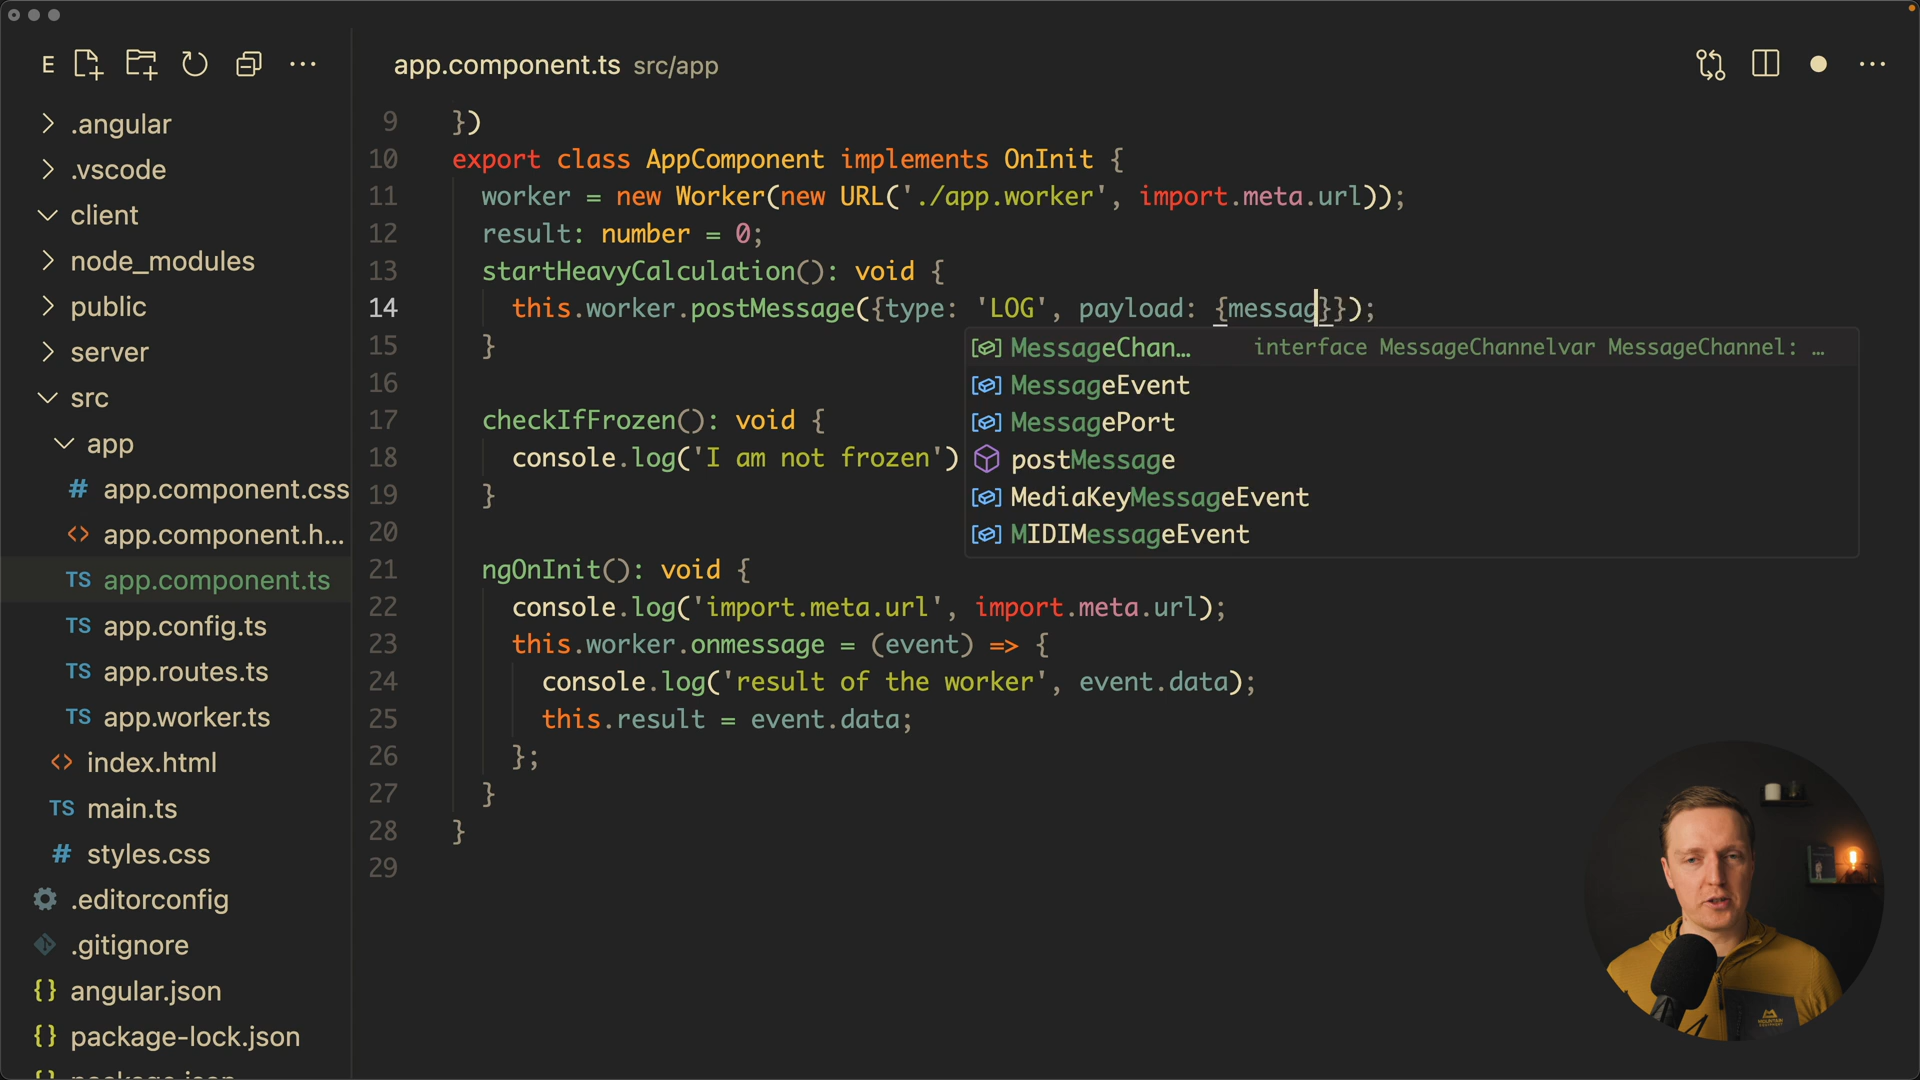 E
app.component.ts src/app
.angular
.vscode
client
node_modules
public
server
src
app
# app.component.css
<> app.component.h...
TS app.component.ts
TS app.config.ts
TS app.routes.ts
TS app.worker.ts
<> index.html
TS main.ts
# styles.css
.editorconfig
.gitignore
{} angular.json
{} package-lock.json
{} package.json
9 })
10 export class AppComponent implements OnInit {
11 worker = new Worker(new URL('./app.worker', import.meta.url));
12 result: number = 0;
13 startHeavyCalculation(): void {
14 this.worker.postMessage({type: 'LOG', payload: {messag}});
15 }
16
17 checkIfFrozen(): void {
18 console.log('I am not frozen')
19 }
20
21 ngOnInit(): void {
22 console.log('import.meta.url', import.meta.url);
23 this.worker.onmessage = (event) => {
24 console.log('result of the worker', event.data);
25 this.result = event.data;
26 };
27 }
28 }
29
MessageChan... interface MessageChannelvar MessageChannel: …
MessageEvent
MessagePort
postMessage
MediaKeyMessageEvent
MIDIMessageEvent